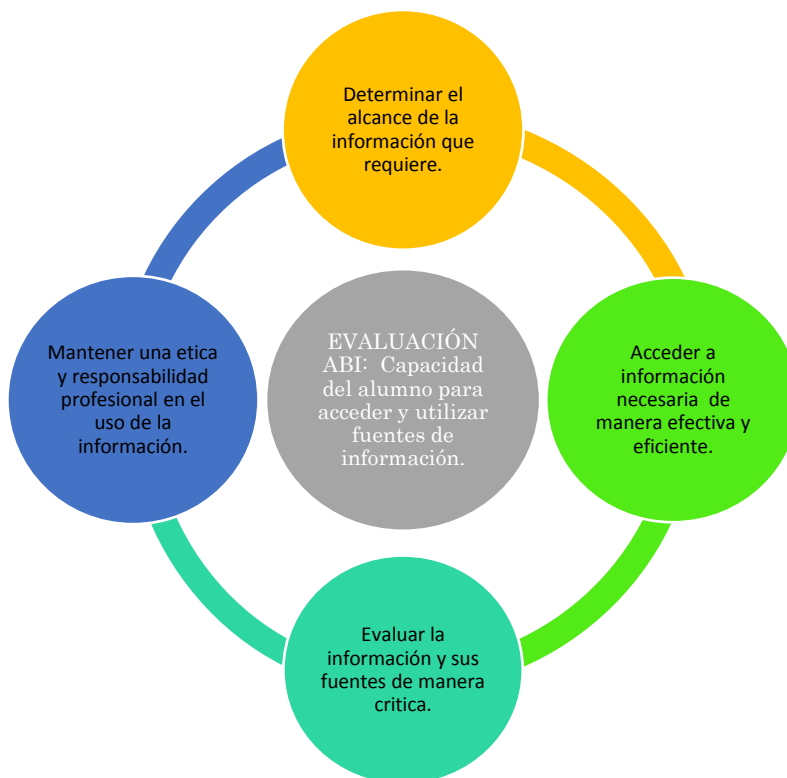 Determinar el
alcance de la
información que
requiere.
Mantener una etica
y responsabilidad
profesional en el
uso de la
información.
EVALUACIÓN
ABI: Capacidad
del alumno para
acceder y utilizar
fuentes de
información.
Acceder a
información
necesaria de
manera efectiva y
eficiente.
Evaluar la
información y sus
fuentes de manera
critica.